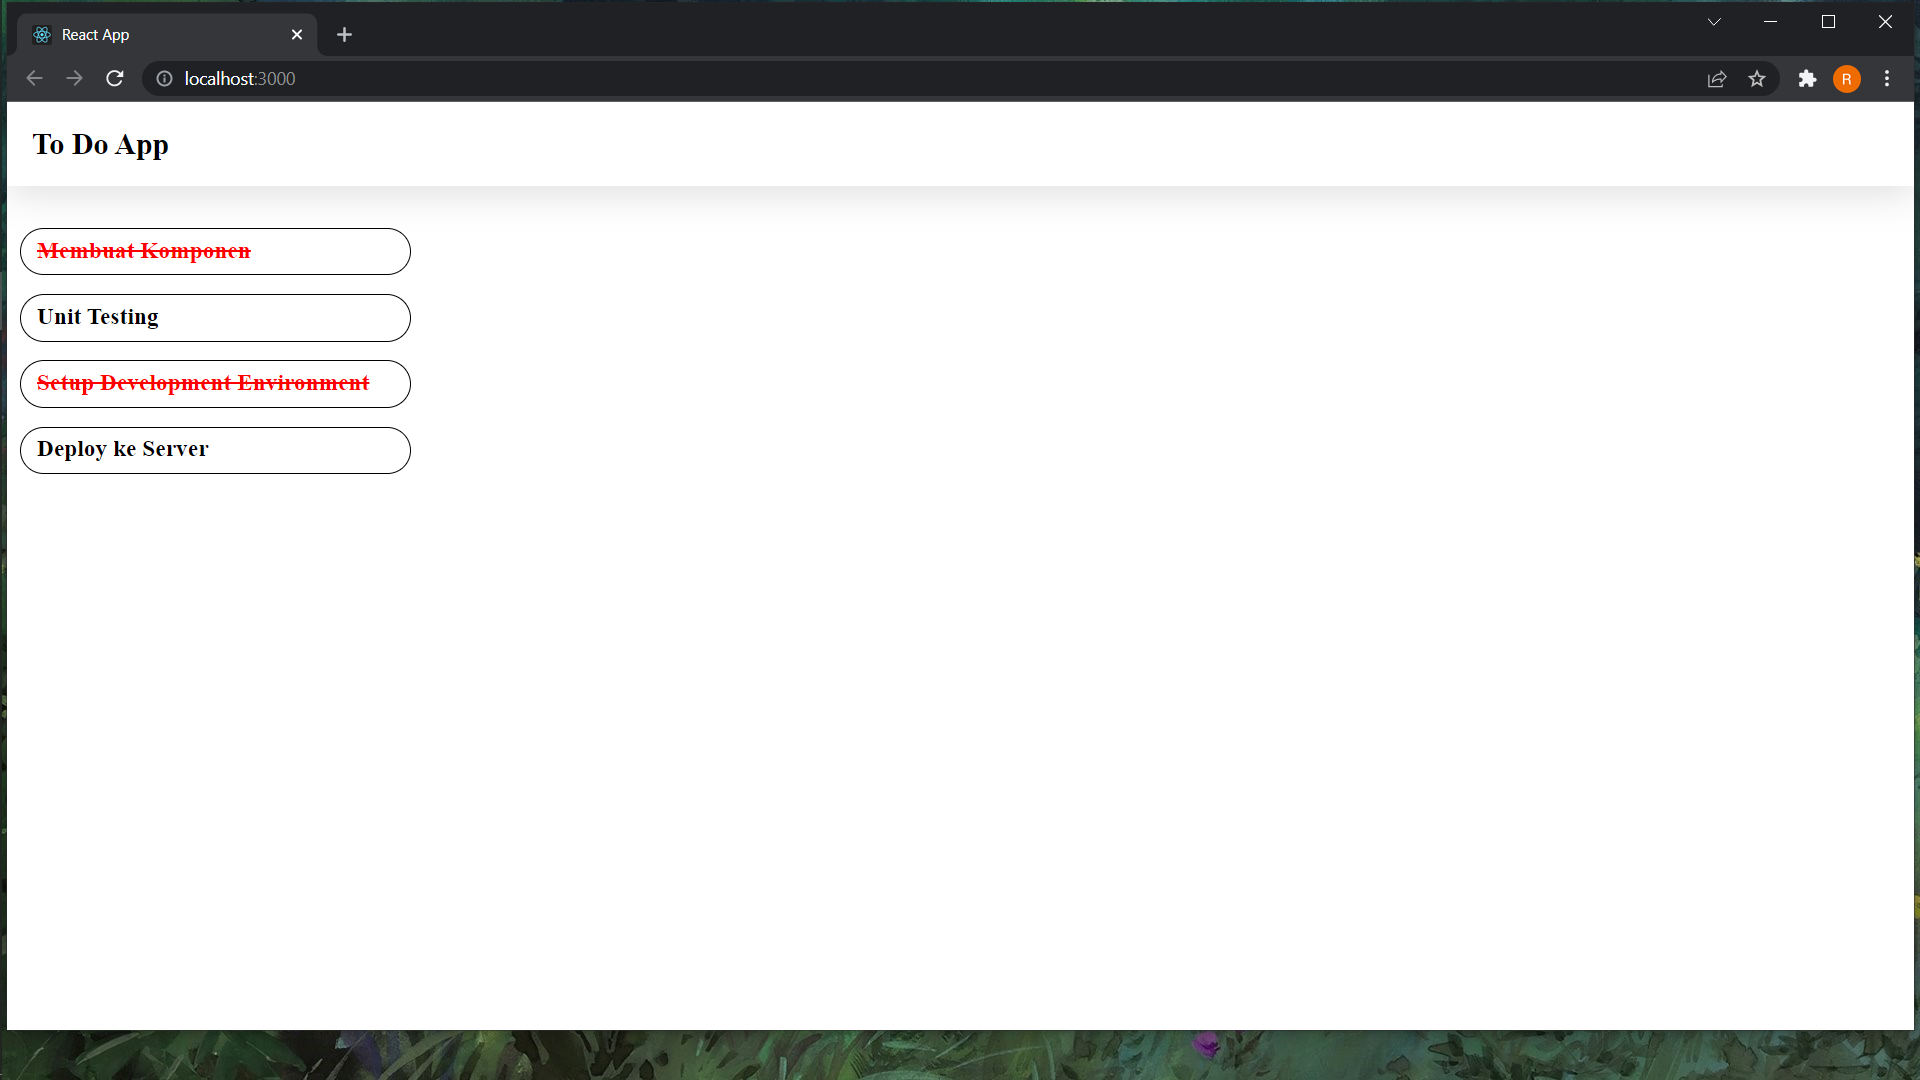 React App
localhost:3000
R
To Do App
Membuat Komponen
Unit Testing
Setup Development Environment
Deploy ke Server